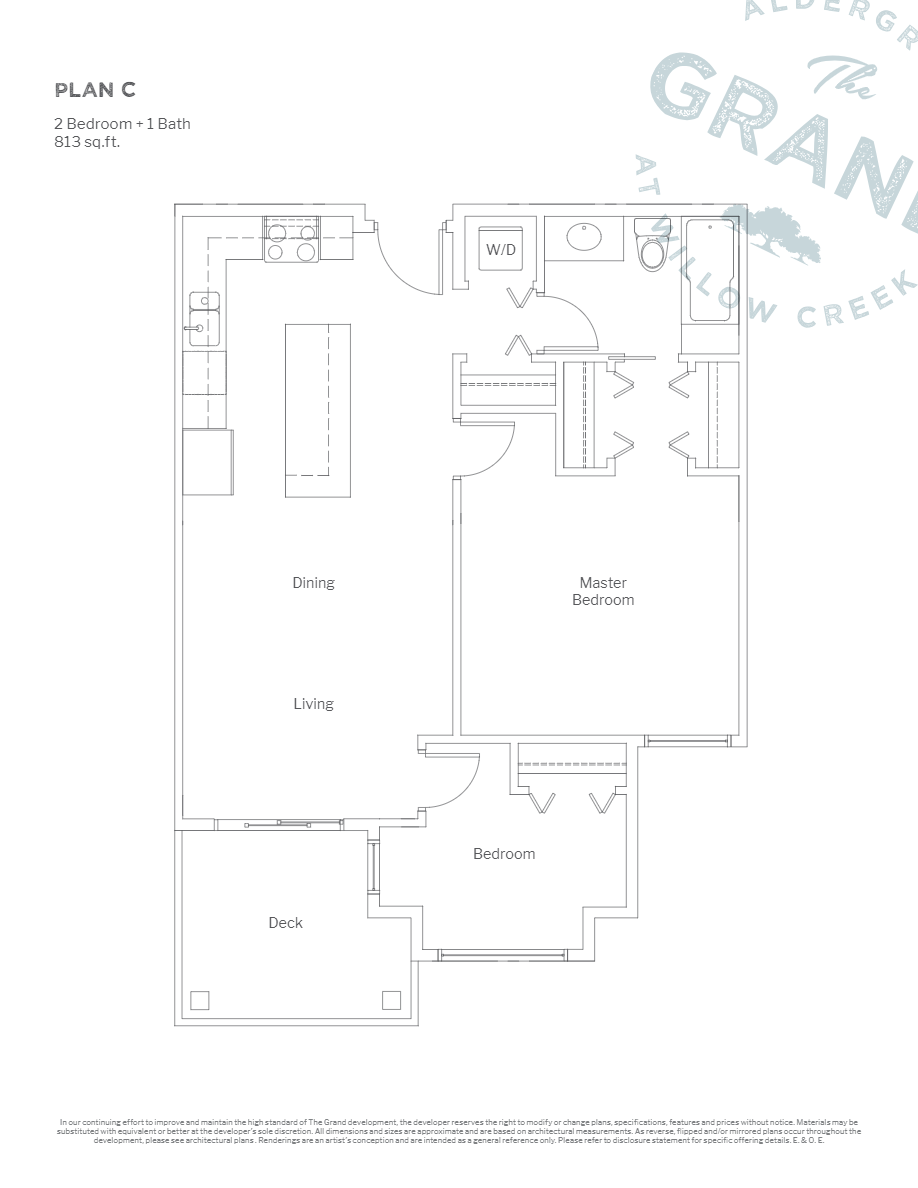 PLAN C
2 Bedroom + 1 Bath
813 sq.ft.
ALDERGR
The
GRAND
AT WILLOW CREEK
W/D
Dining
Master
Bedroom
Living
Bedroom
Deck
In our continuing effort to improve and maintain the high standard of The Grand development, the developer reserves the right to modify or change plans, specifications, features and prices without notice. Materials may be
substituted with equivalent or better at the developer's sole discretion. All dimensions and sizes are approximate and are based on architectural measurements. As reverse, flipped and/or mirrored plans occur throughout the
development, please see architectural plans. Renderings are an artist's conception and are intended as a general reference only. Please refer to disclosure statement for specific offering details. E. & O. E.